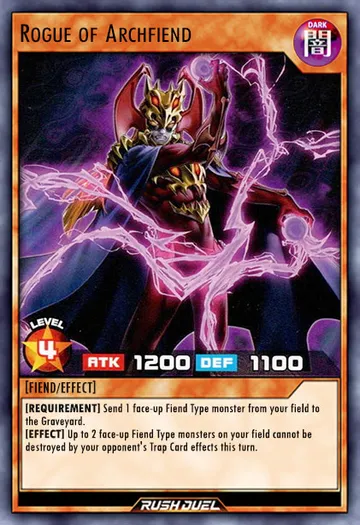 Rogue of Archfiend
DARK
闇
LEVEL
4
ATK 1200 DEF 1100
[FIEND/EFFECT]
[REQUIREMENT] Send 1 face-up Fiend Type monster from your field to
the Graveyard.
[EFFECT] Up to 2 face-up Fiend Type monsters on your field cannot be
destroyed by your opponent's Trap Card effects this turn.
RUSH DUEL